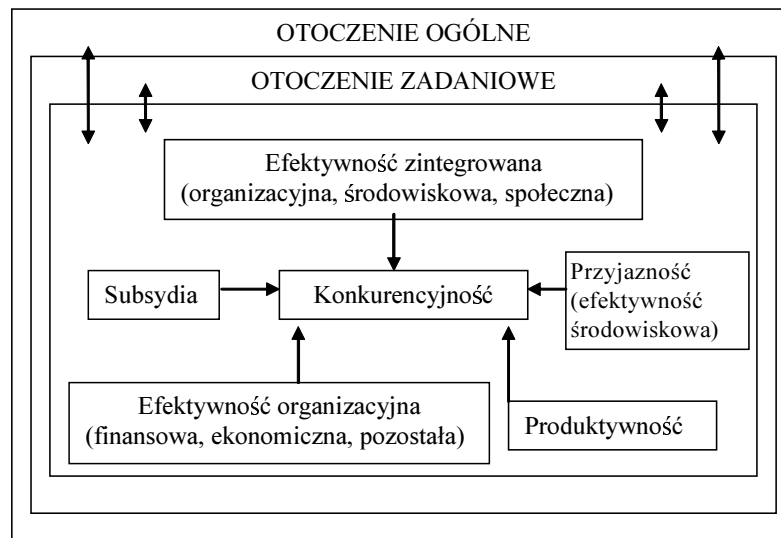 OTOCZENIE OGÓLNE
OTOCZENIE ZADANIOWE
Efektywność zintegrowana
(organizacyjna, środowiskowa, społeczna)
Subsydia
Konkurencyjność
Przyjazność
(efektywność
środowiskowa)
Efektywność organizacyjna
(finansowa, ekonomiczna, pozostała)
Produktywność